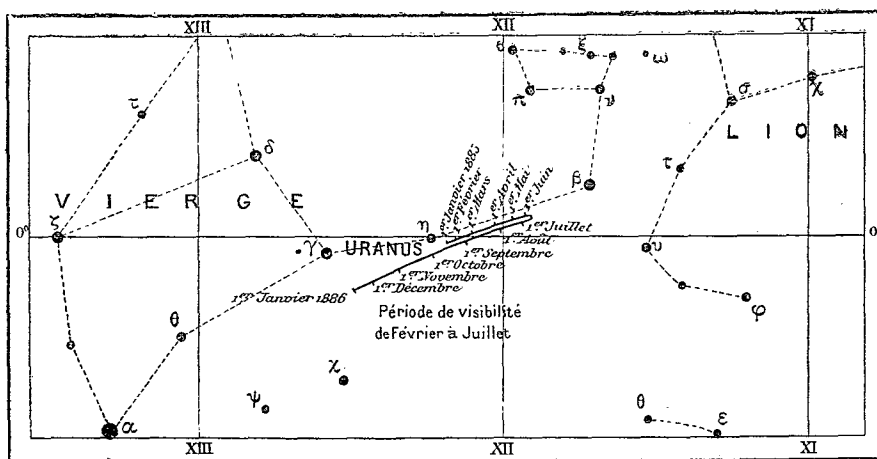 XIII XII XI
ο s ξ ω
π ν σ χ
τ
δ
L I O N
τ
V I E R G E
β
ζ
η
1er Janvier 1885
1er Février
1er Mars
1er Avril
1er Mai
1er Juin
0° 0°
γ URANUS
υ
1er Juillet
1er Août
1er Septembre
1er Octobre
1er Novembre
1er Décembre
1er Janvier 1886
φ
Période de visibilité
de Février à Juillet
θ
χ
ψ
α
θ ε
XIII XII XI